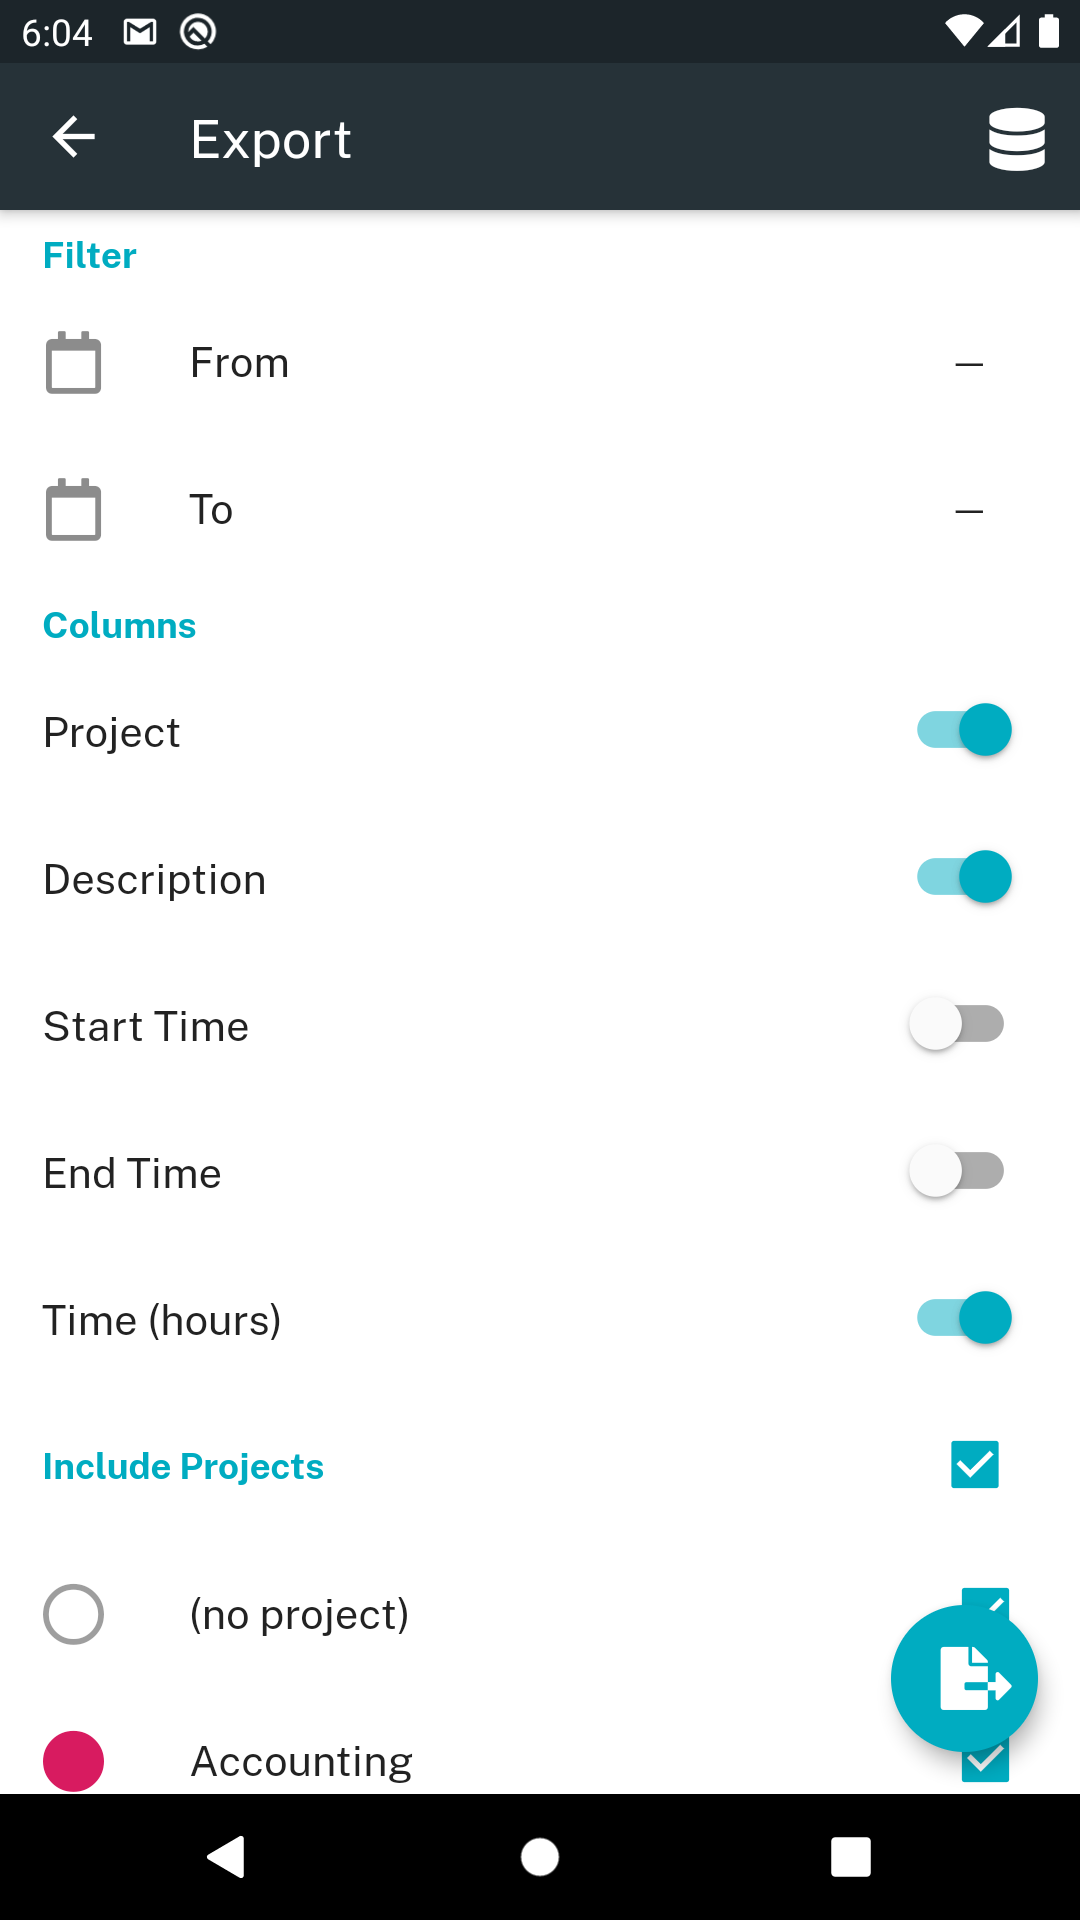 6:04
Export
Filter
From —
To —
Columns
Project
Description
Start Time
End Time
Time (hours)
Include Projects
(no project)
Accounting